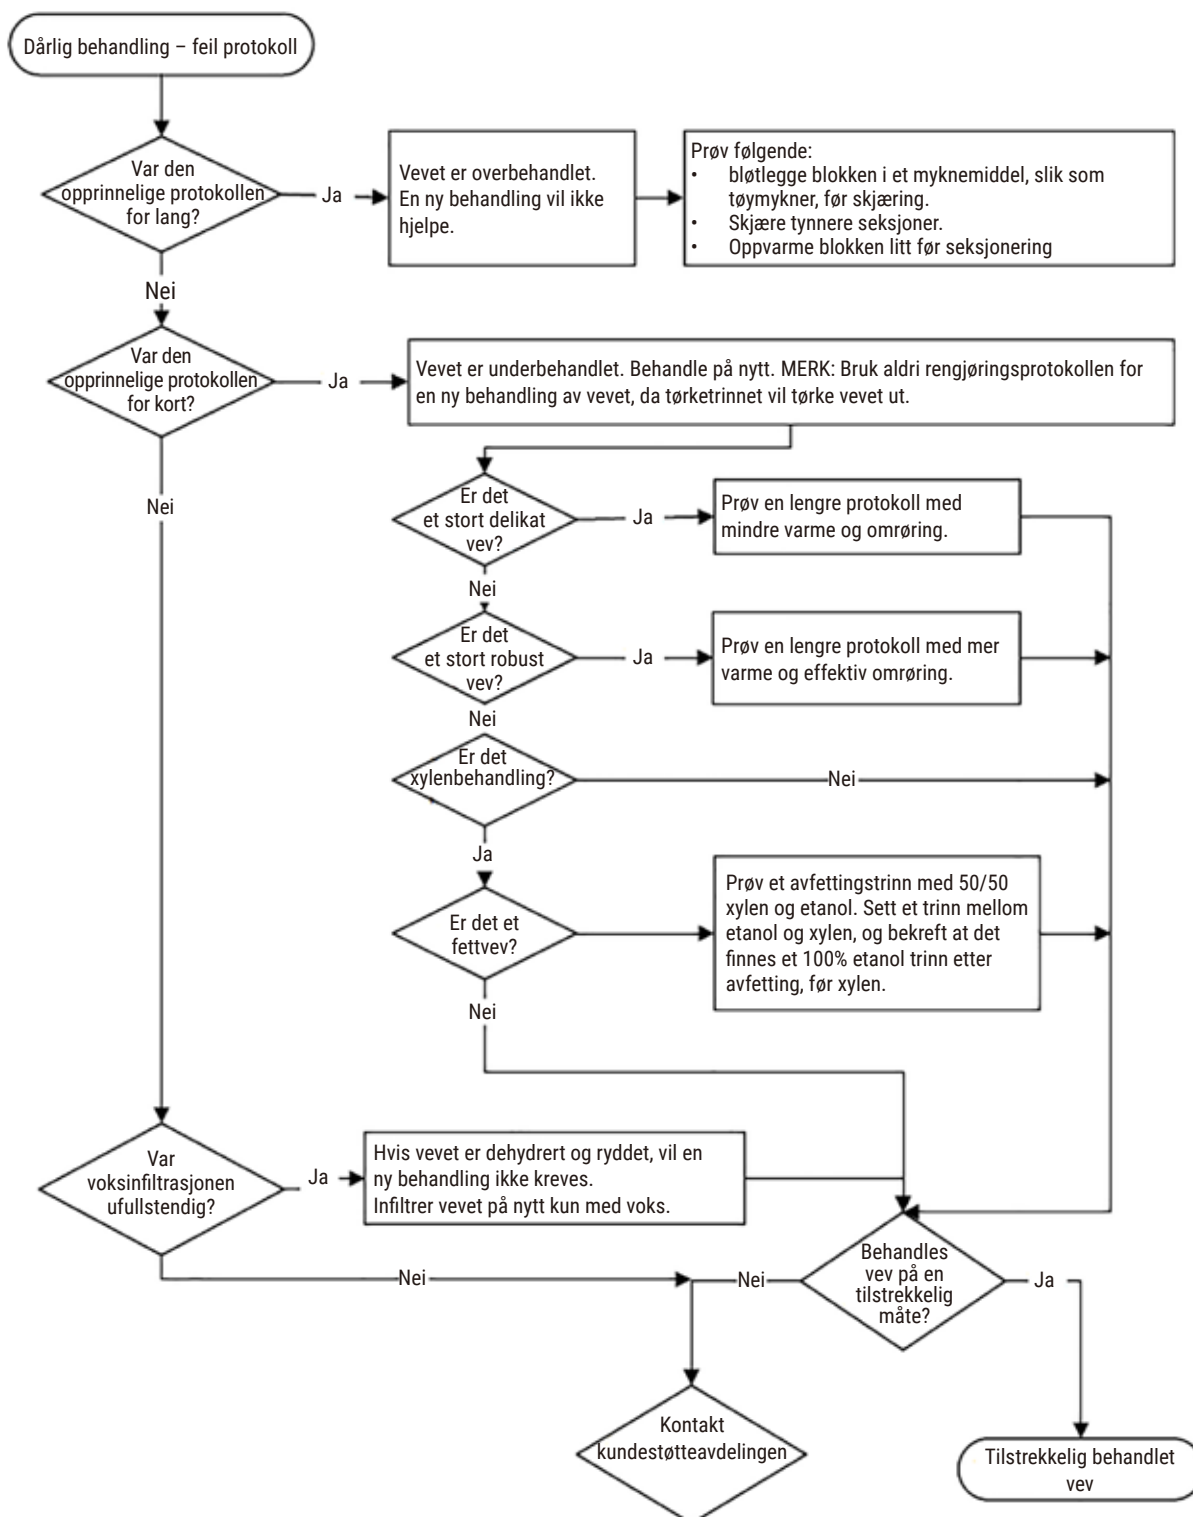 Dårlig behandling – feil protokoll
Var den
opprinnelige protokollen
for lang?
Ja
Vevet er overbehandlet.
En ny behandling vil ikke
hjelpe.
Prøv følgende:
• bløtlegge blokken i et myknemiddel, slik som
tøymykner, før skjæring.
• Skjære tynnere seksjoner.
• Oppvarme blokken litt før seksjonering
Nei
Var den
opprinnelige protokollen
for kort?
Ja
Vevet er underbehandlet. Behandle på nytt. MERK: Bruk aldri rengjøringsprotokollen for
en ny behandling av vevet, da tørketrinnet vil tørke vevet ut.
Nei
Er det
et stort delikat
vev?
Ja
Prøv en lengre protokoll med
mindre varme og omrøring.
Nei
Er det
et stort robust
vev?
Ja
Prøv en lengre protokoll med mer
varme og effektiv omrøring.
Nei
Er det
xylenbehandling?
Nei
Ja
Er det et
fettvev?
Prøv et avfettingstrinn med 50/50
xylen og etanol. Sett et trinn mellom
etanol og xylen, og bekreft at det
finnes et 100% etanol trinn etter
avfetting, før xylen.
Nei
Var
voksinfiltrasjonen
ufullstendig?
Ja
Hvis vevet er dehydrert og ryddet, vil en
ny behandling ikke kreves.
Infiltrer vevet på nytt kun med voks.
Nei
Behandles
vev på en
tilstrekkelig
måte?
Nei
Ja
Kontakt
kundestøtteavdelingen
Tilstrekkelig behandlet
vev